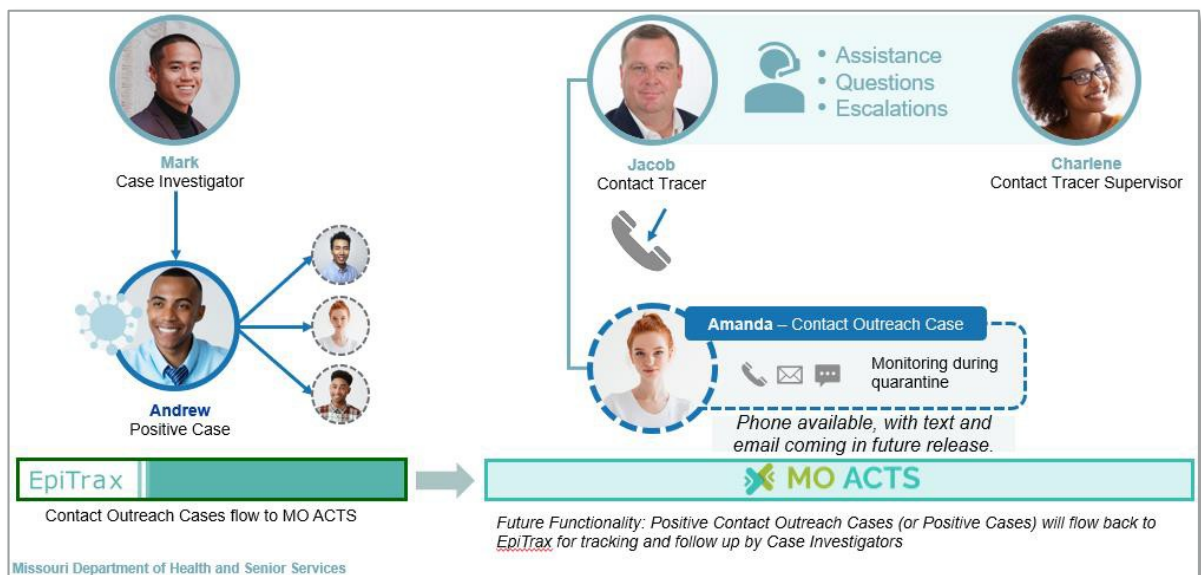 Mark
Case Investigator
Andrew
Positive Case
EpiTrax
Contact Outreach Cases flow to MO ACTS
Missouri Department of Health and Senior Services
• Assistance
• Questions
• Escalations
Jacob
Contact Tracer
Charlene
Contact Tracer Supervisor
Amanda – Contact Outreach Case
Monitoring during
quarantine
Phone available, with text and
email coming in future release.
MO ACTS
Future Functionality: Positive Contact Outreach Cases (or Positive Cases) will flow back to
EpiTrax for tracking and follow up by Case Investigators